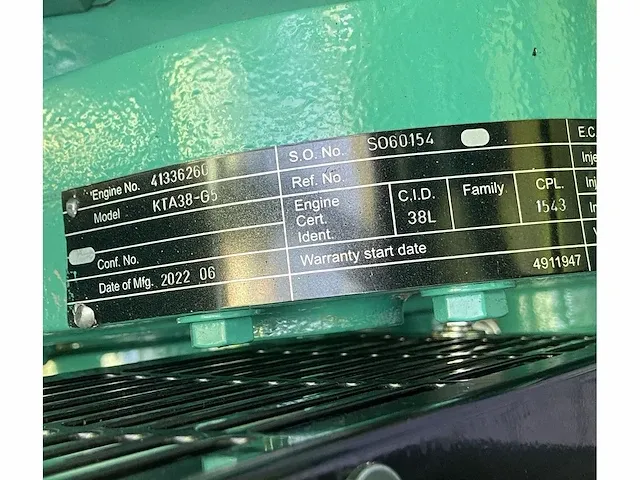 Engine No. 41336260
Model KTA38-G5
Conf. No.
Date of Mfg. 2022 06
S.O. No. SO60154
Ref. No.
Engine Cert. Ident.
C.I.D. 38L
Family
CPL. 1543
Warranty start date
4911947
E.C.